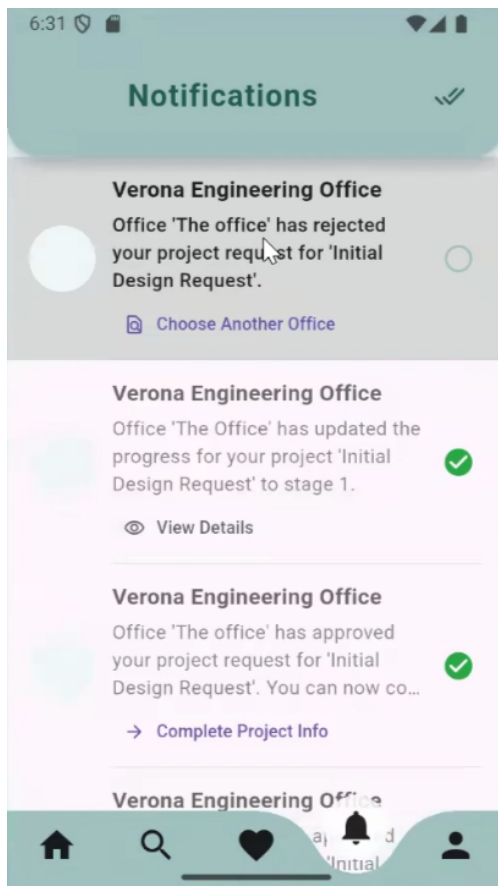 6:31
Notifications
Verona Engineering Office
Office 'The office' has rejected
your project request for 'Initial
Design Request'.
Choose Another Office
Verona Engineering Office
Office 'The Office' has updated the
progress for your project 'Initial
Design Request' to stage 1.
View Details
Verona Engineering Office
Office 'The office' has approved
your project request for 'Initial
Design Request'. You can now co...
Complete Project Info
Verona Engineering Office
'Initial